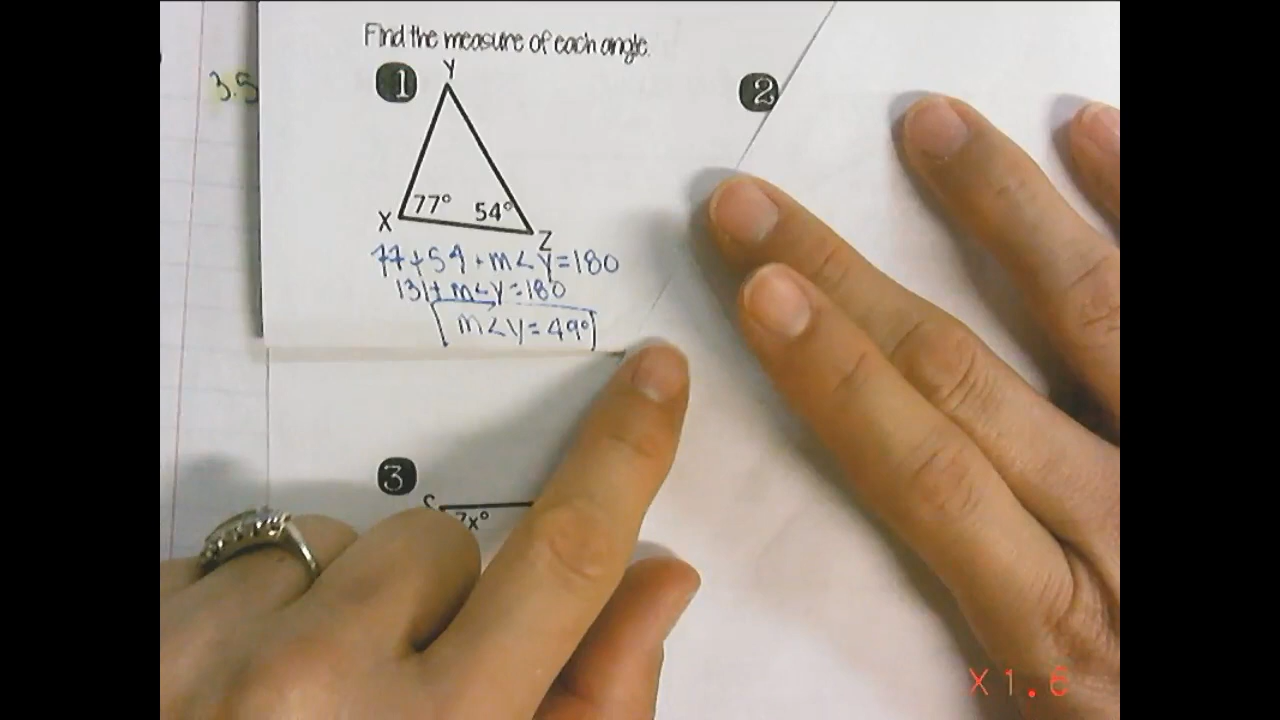 Find the measure of each angle.
3.5
1
2
Y
77° 54°
X
Z
77+54+m<y=180
131+m<y=180
m<y=49°
3
S
7x°
X1.6